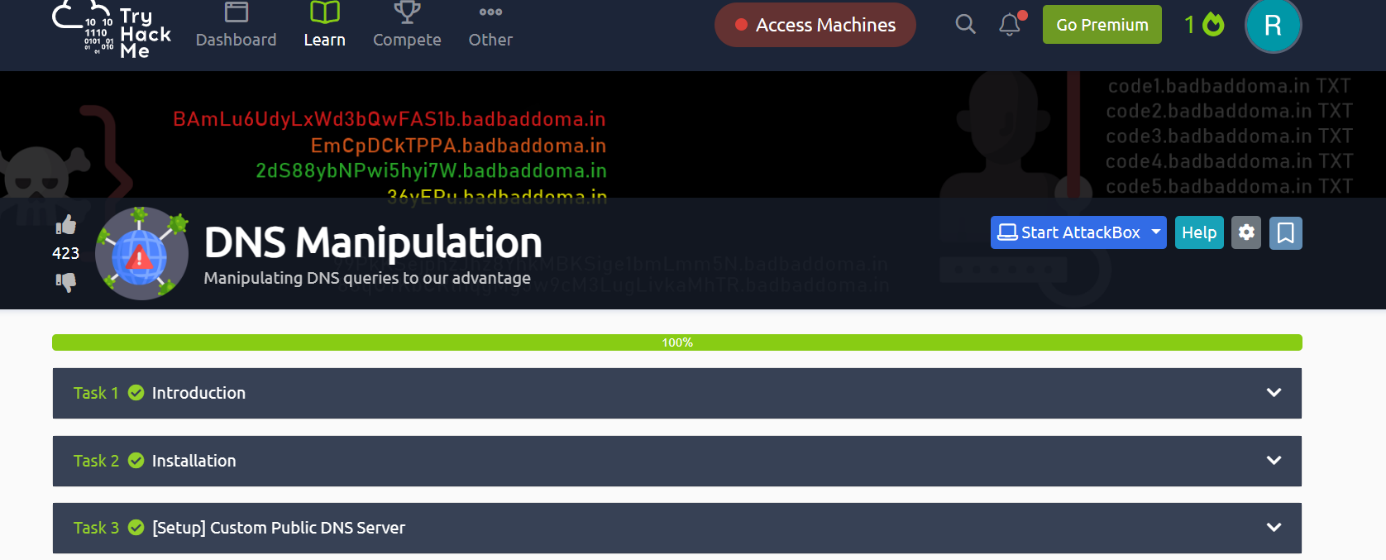 Try Hack Me
Dashboard Learn Compete Other Access Machines Go Premium 1 R
BAmLu6UdyLxWd3bQwFAS1b.badbaddoma.in
EmCpDCkTPPA.badbaddoma.in
2dS88ybNPwi5hyi7W.badbaddoma.in
36yEPu.badbaddoma.in
code1.badbaddoma.in TXT
code2.badbaddoma.in TXT
code3.badbaddoma.in TXT
code4.badbaddoma.in TXT
code5.badbaddoma.in TXT
423
DNS Manipulation
Manipulating DNS queries to our advantage
Start AttackBox Help
100%
Task 1 Introduction
Task 2 Installation
Task 3 [Setup] Custom Public DNS Server